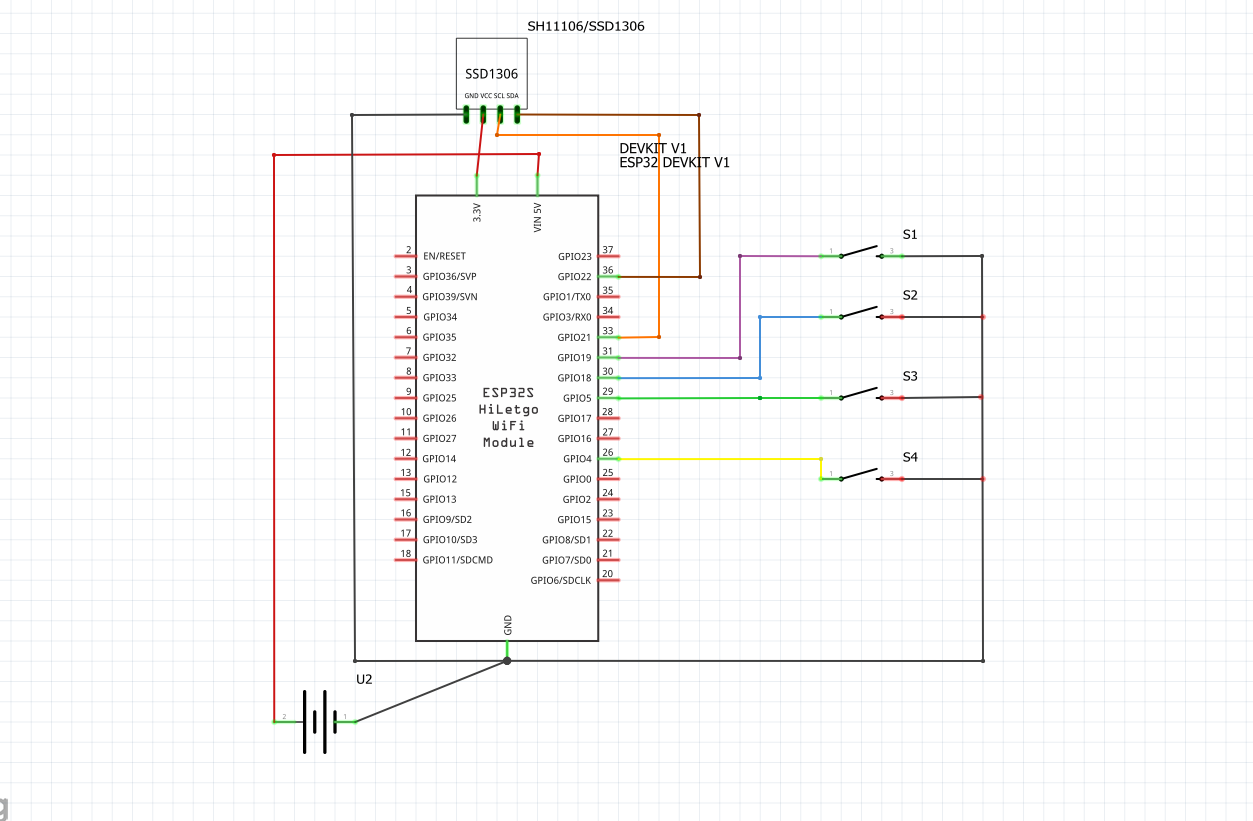 SH11106/SSD1306
SSD1306
GND VCC SCL SDA
DEVKIT V1
ESP32 DEVKIT V1
3.3V
VIN 5V
2 EN/RESET
3 GPIO36/SVP
4 GPIO39/SVN
5 GPIO34
6 GPIO35
7 GPIO32
8 GPIO33
9 GPIO25
10 GPIO26
11 GPIO27
12 GPIO14
13 GPIO12
15 GPIO13
16 GPIO9/SD2
17 GPIO10/SD3
18 GPIO11/SDCMD
ESP32S
HiLetgo
WiFi
Module
GPIO23 37
GPIO22 36
GPIO1/TX0 35
GPIO3/RX0 34
GPIO21 33
GPIO19 31
GPIO18 30
GPIO5 29
GPIO17 28
GPIO16 27
GPIO4 26
GPIO0 25
GPIO2 24
GPIO15 23
GPIO8/SD1 22
GPIO7/SD0 21
GPIO6/SDCLK 20
GND
S1
1 3
S2
1 3
S3
1 3
S4
1 3
U2
2 1
g